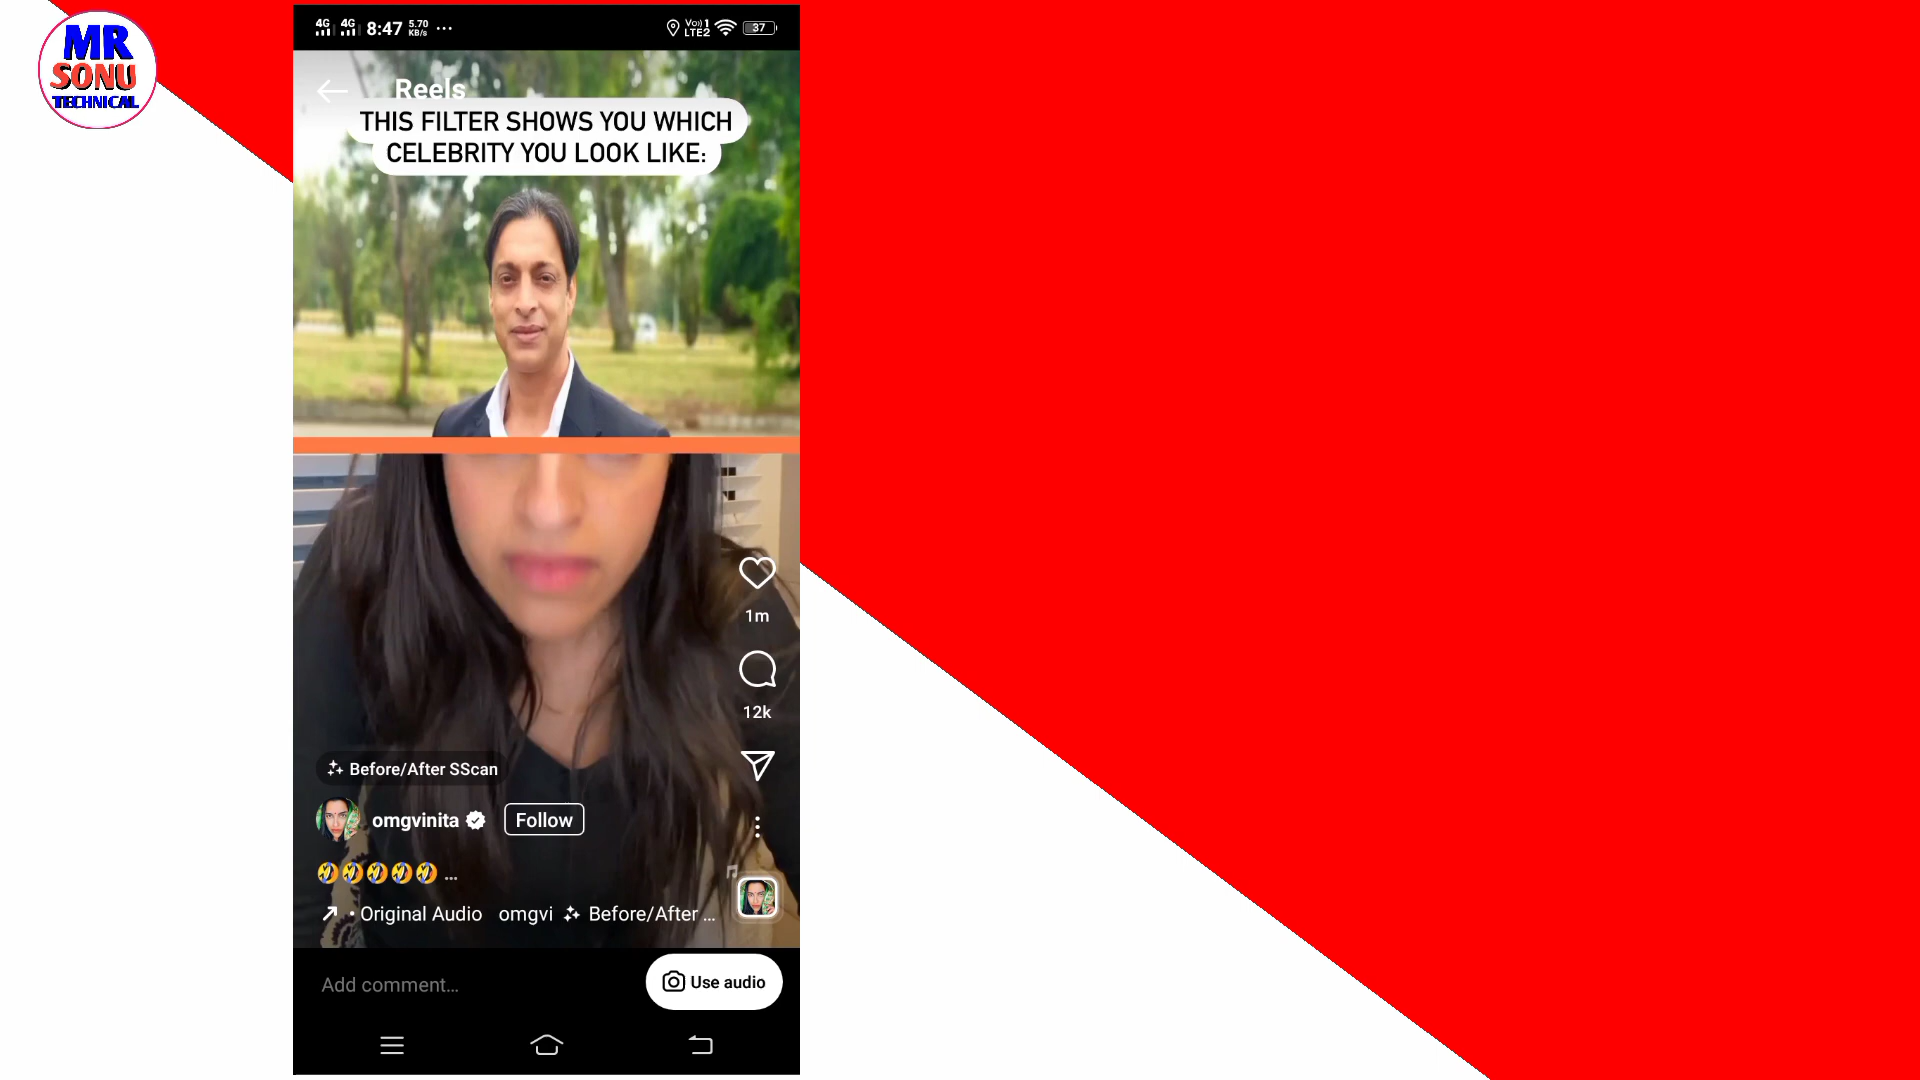 MR
SONU
TECHNICAL
4G 4G 8:47 5.70 KB/s ... Vo)) 1 LTE2 37
Reels
THIS FILTER SHOWS YOU WHICH
CELEBRITY YOU LOOK LIKE:
1m
12k
Before/After SScan
omgvinita Follow
🤣🤣🤣🤣🤣 ...
• Original Audio omgvi Before/After ...
Add comment...
Use audio